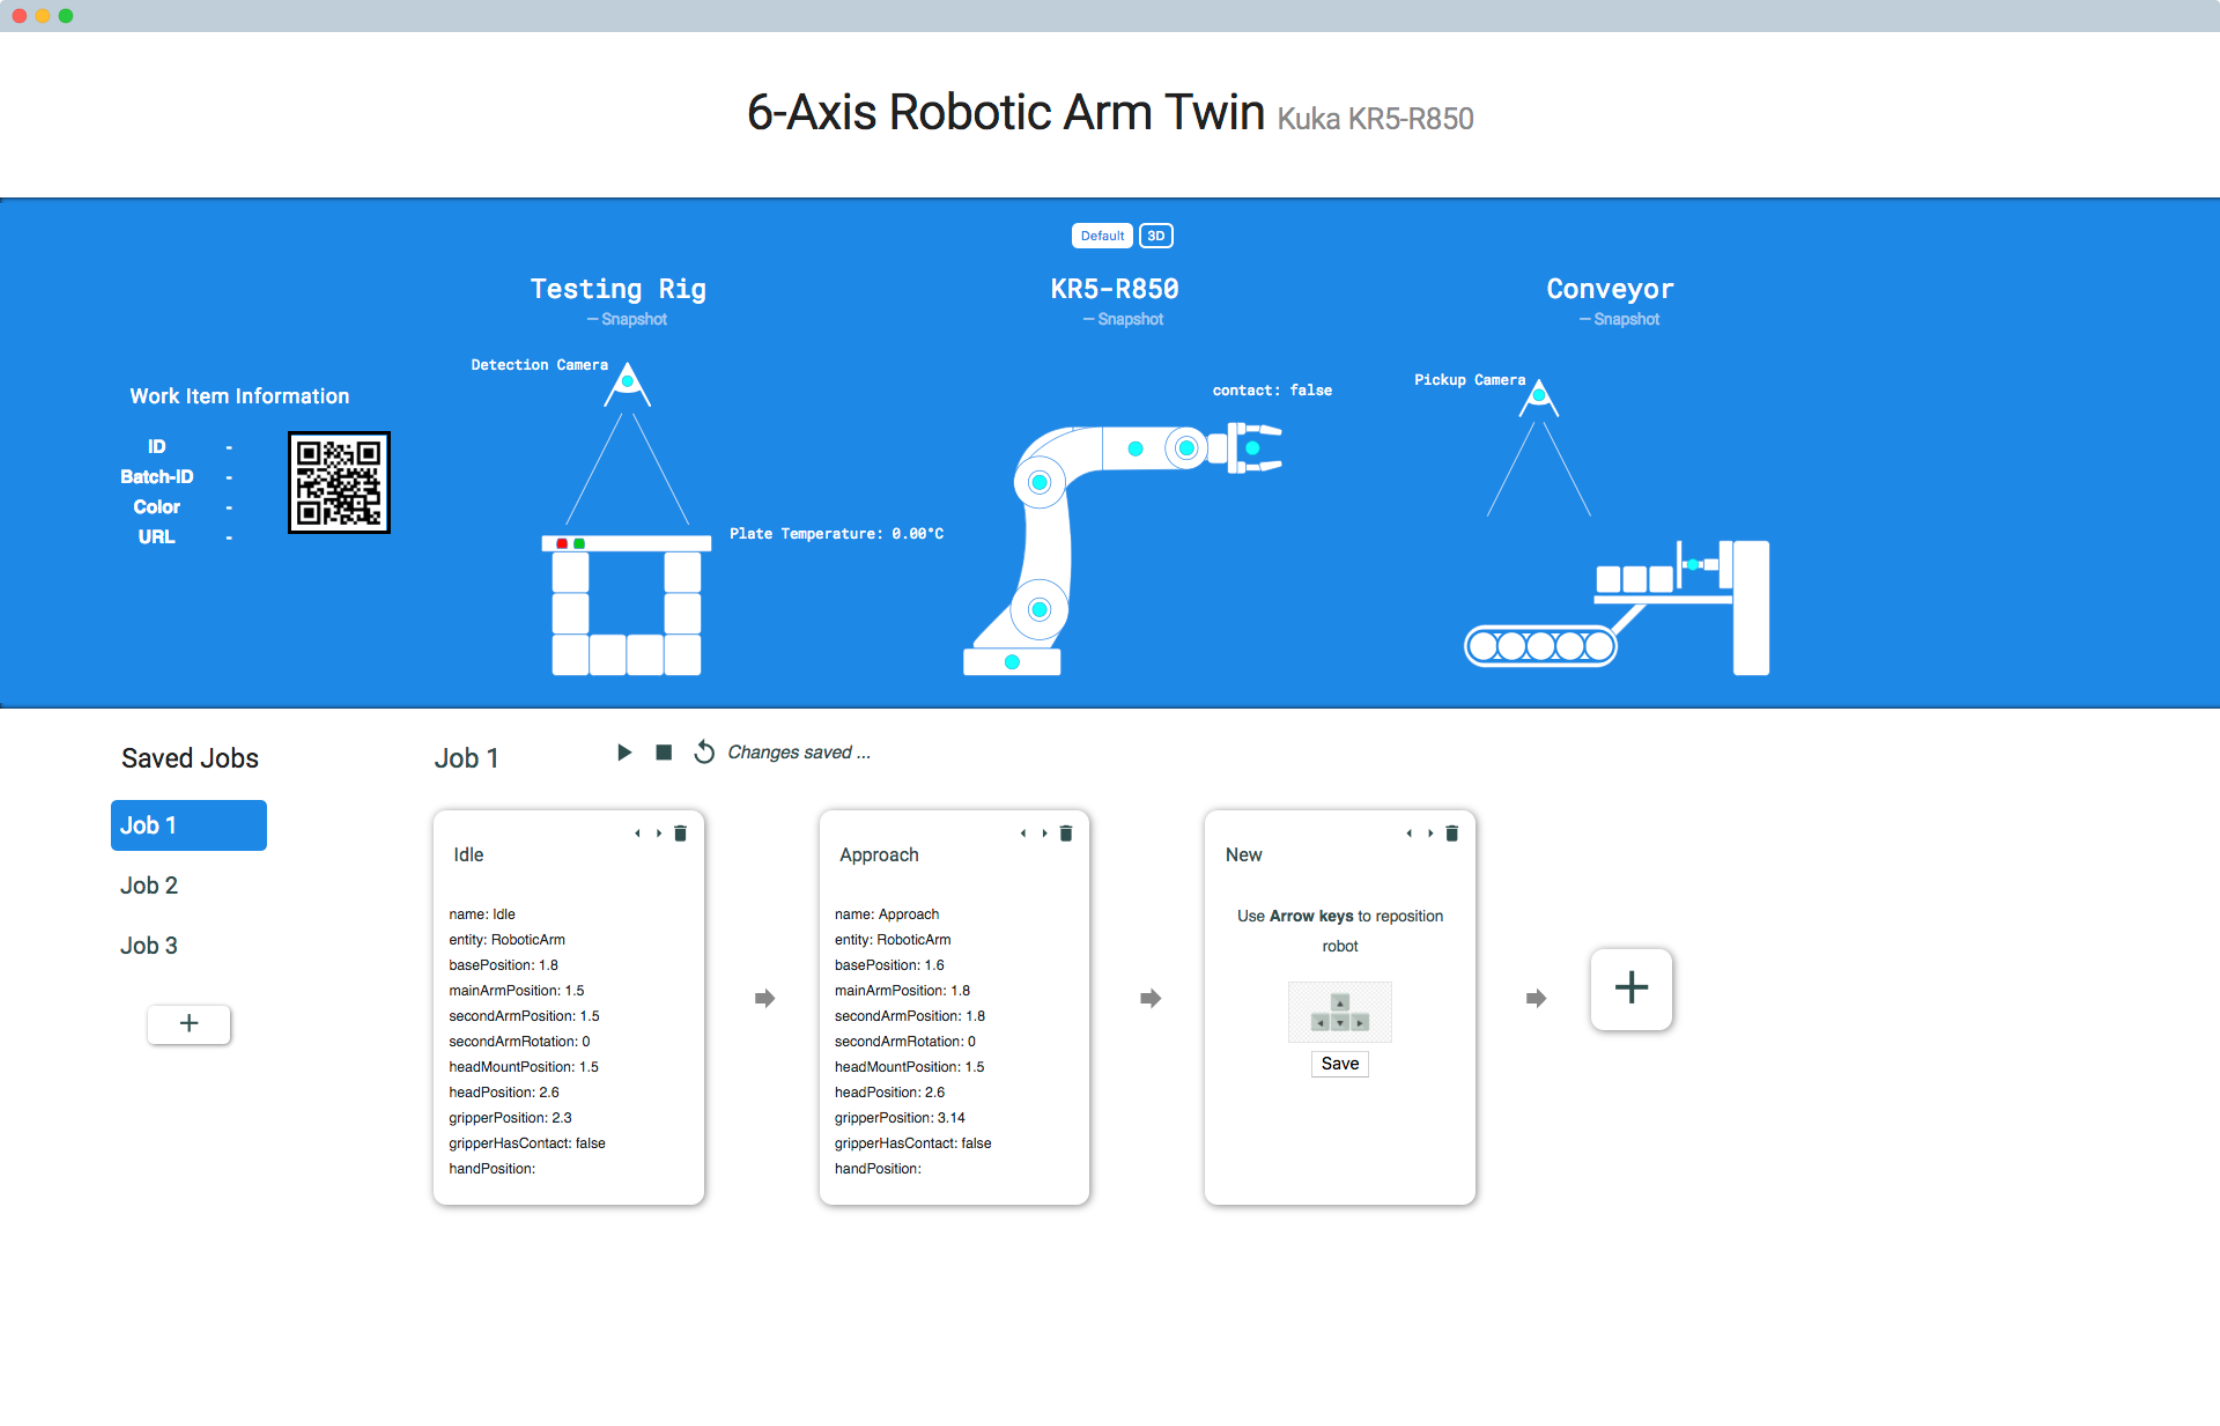 6-Axis Robotic Arm Twin Kuka KR5-R850
Default 3D
Testing Rig
— Snapshot
KR5-R850
— Snapshot
Conveyor
— Snapshot
Detection Camera
contact: false
Pickup Camera
Work Item Information
ID -
Batch-ID -
Color -
URL -
Plate Temperature: 0.00°C
Saved Jobs
Job 1
Job 2
Job 3
+
Job 1
Changes saved ...
Idle
name: Idle
entity: RoboticArm
basePosition: 1.8
mainArmPosition: 1.5
secondArmPosition: 1.5
secondArmRotation: 0
headMountPosition: 1.5
headPosition: 2.6
gripperPosition: 2.3
gripperHasContact: false
handPosition:
Approach
name: Approach
entity: RoboticArm
basePosition: 1.6
mainArmPosition: 1.8
secondArmPosition: 1.8
secondArmRotation: 0
headMountPosition: 1.5
headPosition: 2.6
gripperPosition: 3.14
gripperHasContact: false
handPosition:
New
Use Arrow keys to reposition
robot
Save
+